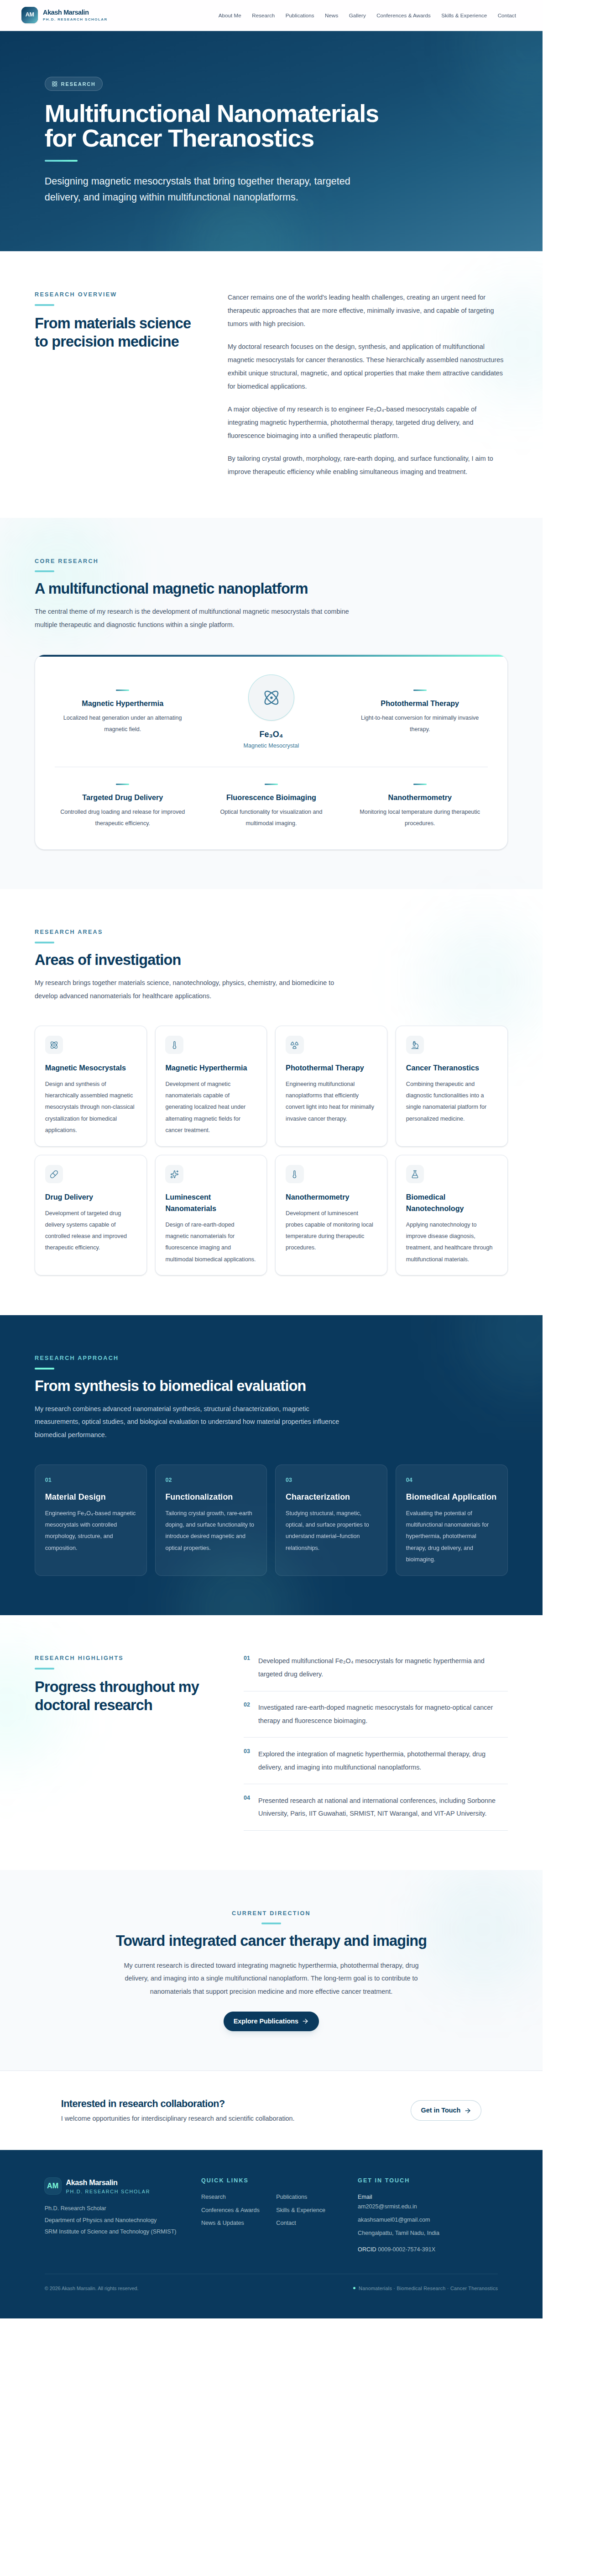 AM
Akash Marsalin
PH.D. RESEARCH SCHOLAR
About Me
Research
Publications
News
Gallery
Conferences & Awards
Skills & Experience
Contact
RESEARCH
Multifunctional Nanomaterials
for Cancer Theranostics
Designing magnetic mesocrystals that bring together therapy, targeted
delivery, and imaging within multifunctional nanoplatforms.
RESEARCH OVERVIEW
From materials science
to precision medicine
Cancer remains one of the world's leading health challenges, creating an urgent need for
therapeutic approaches that are more effective, minimally invasive, and capable of targeting
tumors with high precision.
My doctoral research focuses on the design, synthesis, and application of multifunctional
magnetic mesocrystals for cancer theranostics. These hierarchically assembled nanostructures
exhibit unique structural, magnetic, and optical properties that make them attractive candidates
for biomedical applications.
A major objective of my research is to engineer Fe₃O₄-based mesocrystals capable of
integrating magnetic hyperthermia, photothermal therapy, targeted drug delivery, and
fluorescence bioimaging into a unified therapeutic platform.
By tailoring crystal growth, morphology, rare-earth doping, and surface functionality, I aim to
improve therapeutic efficiency while enabling simultaneous imaging and treatment.
CORE RESEARCH
A multifunctional magnetic nanoplatform
The central theme of my research is the development of multifunctional magnetic mesocrystals that combine
multiple therapeutic and diagnostic functions within a single platform.
Magnetic Hyperthermia
Localized heat generation under an alternating
magnetic field.
Fe₃O₄
Magnetic Mesocrystal
Photothermal Therapy
Light-to-heat conversion for minimally invasive
therapy.
Targeted Drug Delivery
Controlled drug loading and release for improved
therapeutic efficiency.
Fluorescence Bioimaging
Optical functionality for visualization and
multimodal imaging.
Nanothermometry
Monitoring local temperature during therapeutic
procedures.
RESEARCH AREAS
Areas of investigation
My research brings together materials science, nanotechnology, physics, chemistry, and biomedicine to
develop advanced nanomaterials for healthcare applications.
Magnetic Mesocrystals
Design and synthesis of
hierarchically assembled magnetic
mesocrystals through non-classical
crystallization for biomedical
applications.
Magnetic Hyperthermia
Development of magnetic
nanomaterials capable of
generating localized heat under
alternating magnetic fields for
cancer treatment.
Photothermal Therapy
Engineering multifunctional
nanoplatforms that efficiently
convert light into heat for minimally
invasive cancer therapy.
Cancer Theranostics
Combining therapeutic and
diagnostic functionalities into a
single nanomaterial platform for
personalized medicine.
Drug Delivery
Development of targeted drug
delivery systems capable of
controlled release and improved
therapeutic efficiency.
Luminescent
Nanomaterials
Design of rare-earth-doped
magnetic nanomaterials for
fluorescence imaging and
multimodal biomedical applications.
Nanothermometry
Development of luminescent
probes capable of monitoring local
temperature during therapeutic
procedures.
Biomedical
Nanotechnology
Applying nanotechnology to
improve disease diagnosis,
treatment, and healthcare through
multifunctional materials.
RESEARCH APPROACH
From synthesis to biomedical evaluation
My research combines advanced nanomaterial synthesis, structural characterization, magnetic
measurements, optical studies, and biological evaluation to understand how material properties influence
biomedical performance.
01
Material Design
Engineering Fe₃O₄-based magnetic
mesocrystals with controlled
morphology, structure, and
composition.
02
Functionalization
Tailoring crystal growth, rare-earth
doping, and surface functionality to
introduce desired magnetic and
optical properties.
03
Characterization
Studying structural, magnetic,
optical, and surface properties to
understand material–function
relationships.
04
Biomedical Application
Evaluating the potential of
multifunctional nanomaterials for
hyperthermia, photothermal
therapy, drug delivery, and
bioimaging.
RESEARCH HIGHLIGHTS
Progress throughout my
doctoral research
01
Developed multifunctional Fe₃O₄ mesocrystals for magnetic hyperthermia and
targeted drug delivery.
02
Investigated rare-earth-doped magnetic mesocrystals for magneto-optical cancer
therapy and fluorescence bioimaging.
03
Explored the integration of magnetic hyperthermia, photothermal therapy, drug
delivery, and imaging into multifunctional nanoplatforms.
04
Presented research at national and international conferences, including Sorbonne
University, Paris, IIT Guwahati, SRMIST, NIT Warangal, and VIT-AP University.
CURRENT DIRECTION
Toward integrated cancer therapy and imaging
My current research is directed toward integrating magnetic hyperthermia, photothermal therapy, drug
delivery, and imaging into a single multifunctional nanoplatform. The long-term goal is to contribute to
nanomaterials that support precision medicine and more effective cancer treatment.
Explore Publications
Interested in research collaboration?
I welcome opportunities for interdisciplinary research and scientific collaboration.
Get in Touch
AM
Akash Marsalin
PH.D. RESEARCH SCHOLAR
Ph.D. Research Scholar
Department of Physics and Nanotechnology
SRM Institute of Science and Technology (SRMIST)
QUICK LINKS
Research
Publications
Conferences & Awards
Skills & Experience
News & Updates
Contact
GET IN TOUCH
Email
am2025@srmist.edu.in
akashsamuel01@gmail.com
Chengalpattu, Tamil Nadu, India
ORCID 0009-0002-7574-391X
© 2026 Akash Marsalin. All rights reserved.
Nanomaterials · Biomedical Research · Cancer Theranostics